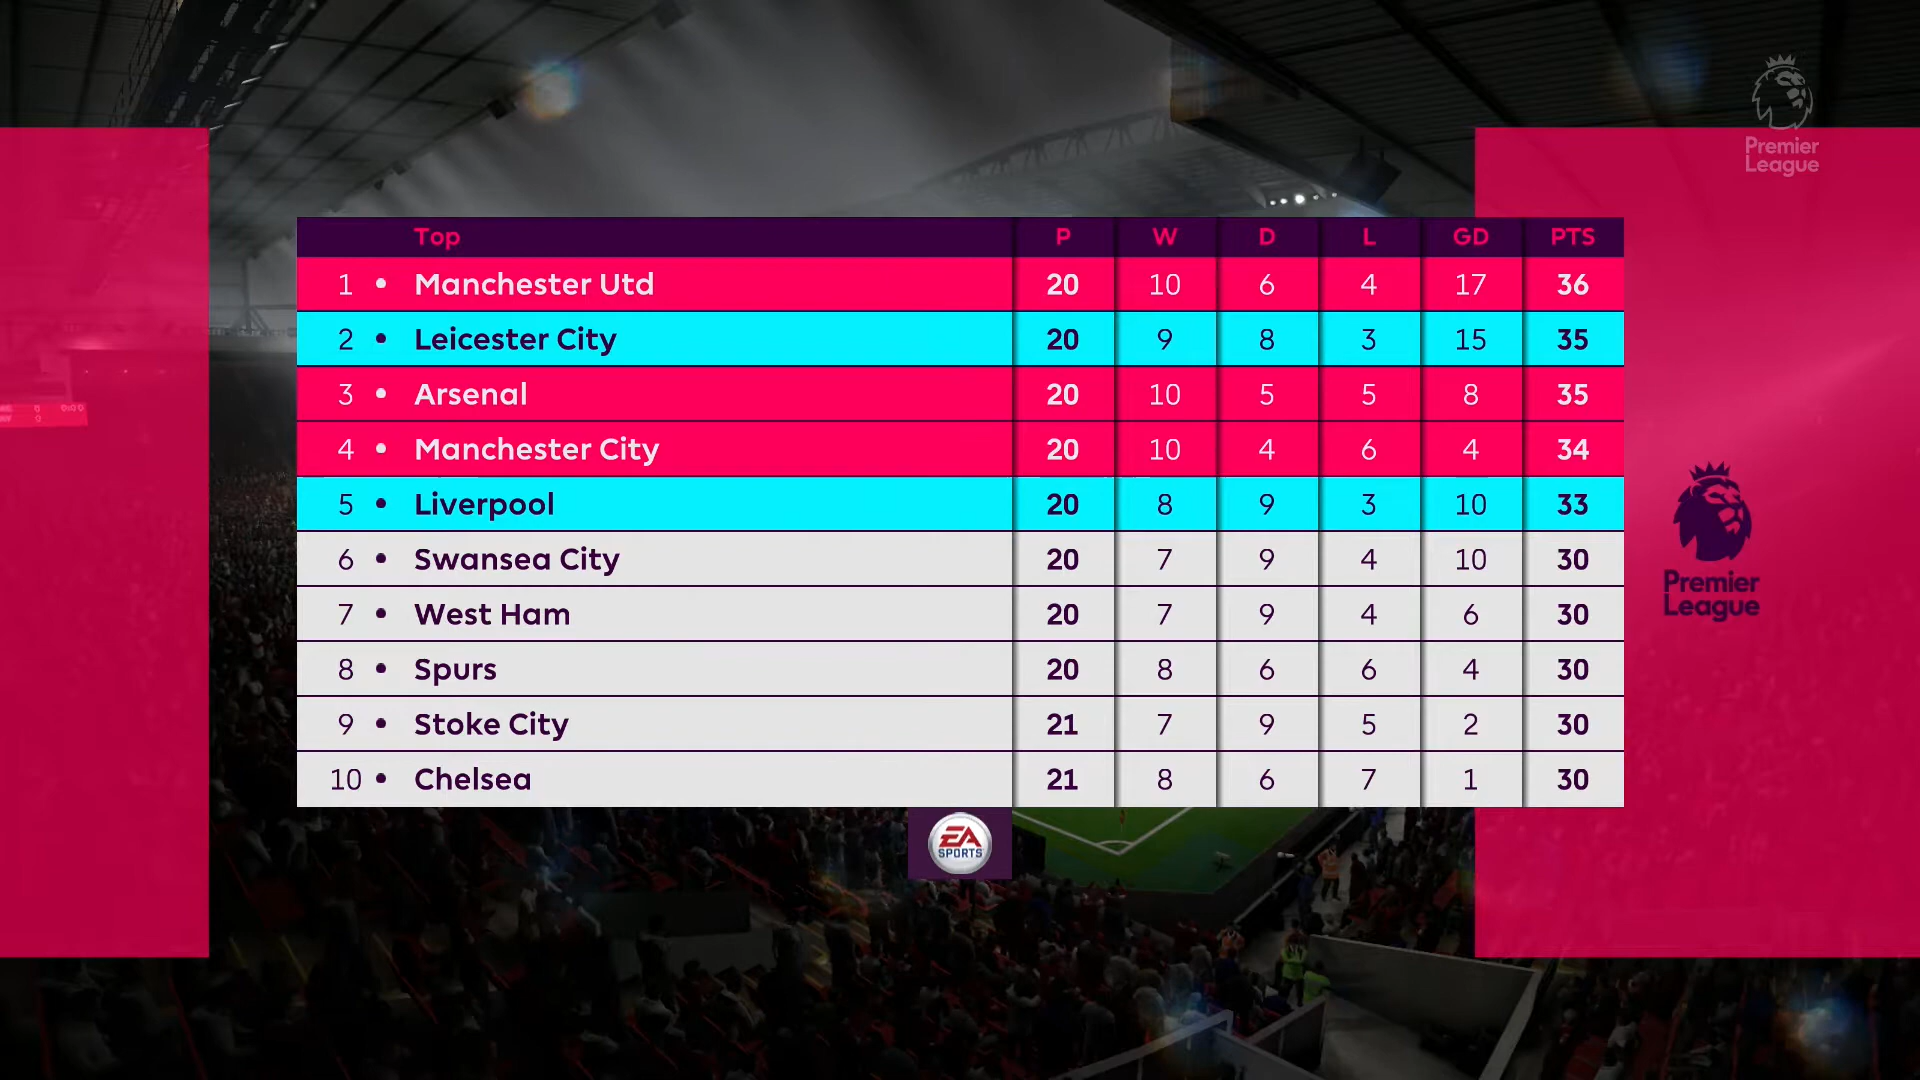 Premier
League
Top P W D L GD PTS
1 • Manchester Utd 20 10 6 4 17 36
2 • Leicester City 20 9 8 3 15 35
3 • Arsenal 20 10 5 5 8 35
4 • Manchester City 20 10 4 6 4 34
5 • Liverpool 20 8 9 3 10 33
6 • Swansea City 20 7 9 4 10 30
7 • West Ham 20 7 9 4 6 30
8 • Spurs 20 8 6 6 4 30
9 • Stoke City 21 7 9 5 2 30
10 • Chelsea 21 8 6 7 1 30
Premier
League
EA
SPORTS